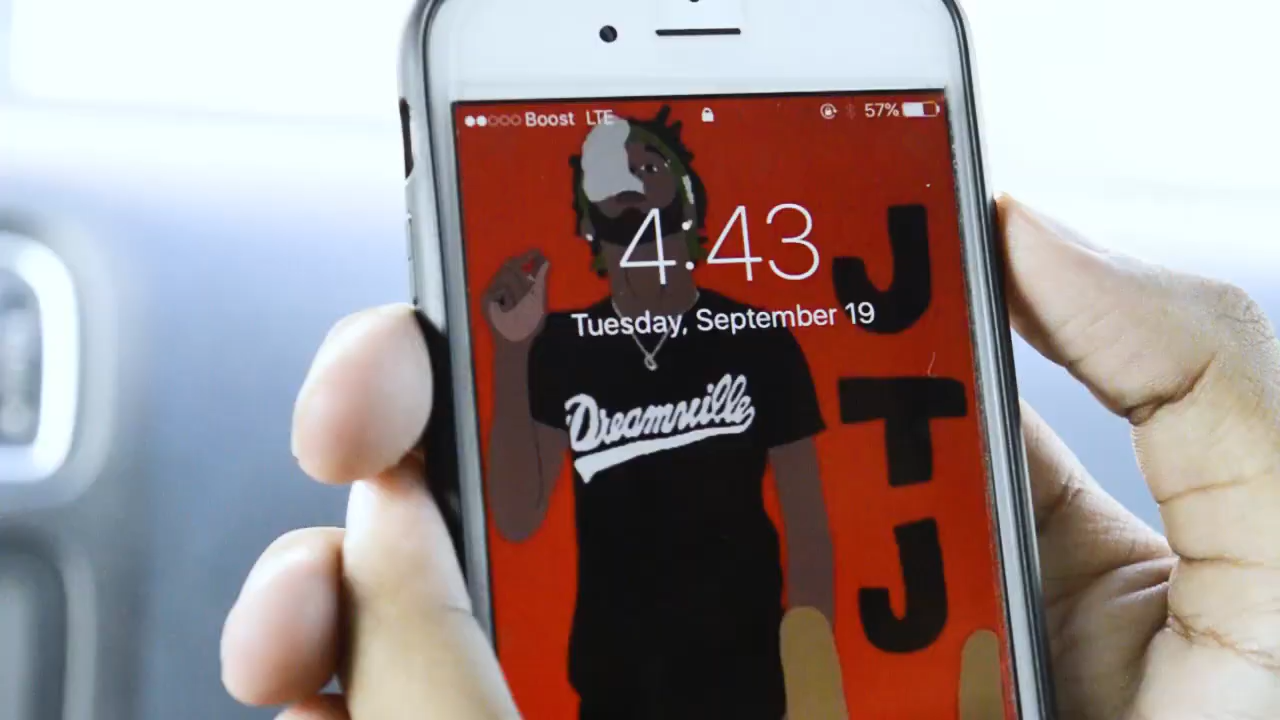 Boost LTE 57%
4:43
Tuesday, September 19
Dreamville
J
T
J